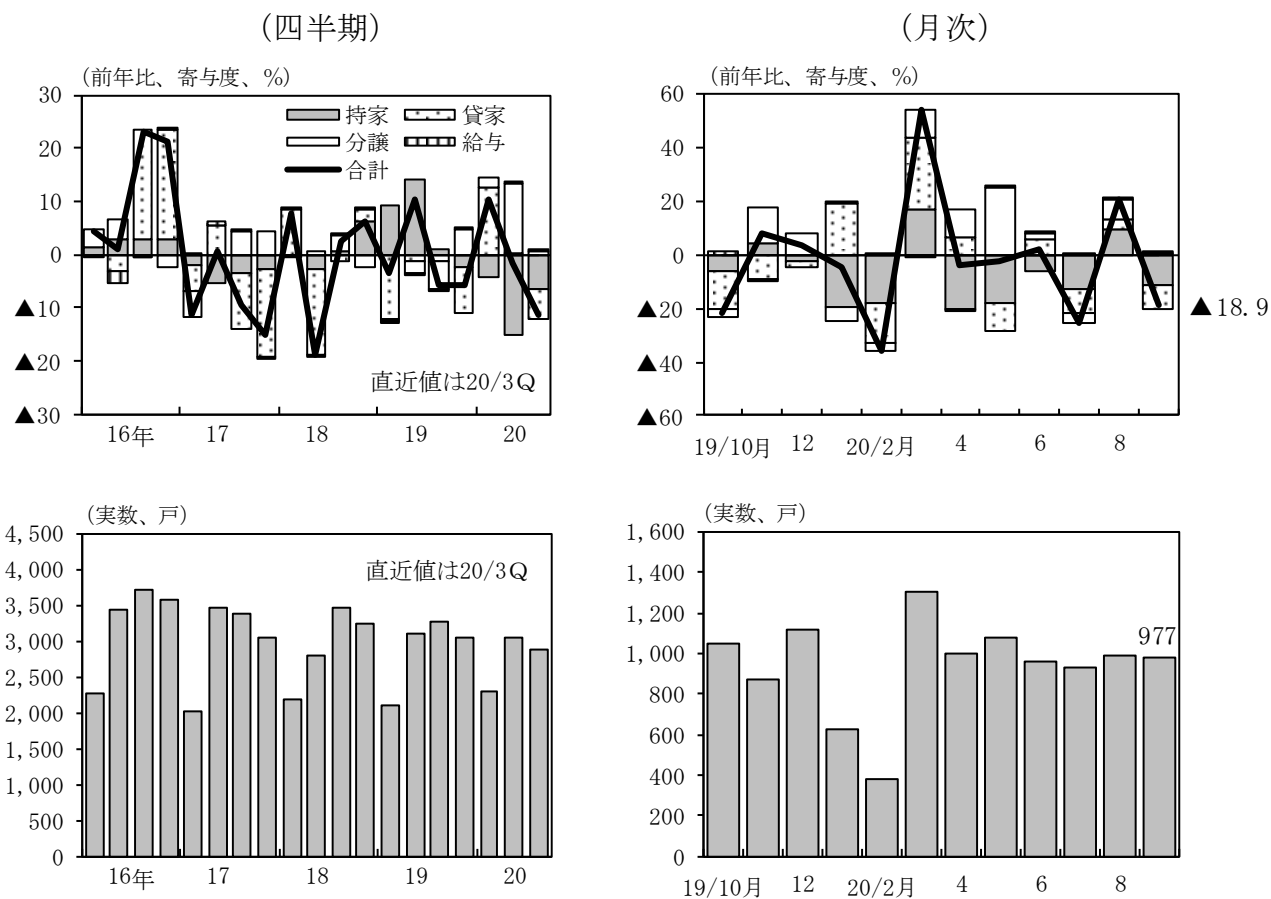 (四半期)
(前年比、寄与度、%)
30
20
10
0
▲10
▲20
▲30
持家
貸家
分譲
給与
合計
直近値は20/3Q
16年
17
18
19
20
(月次)
(前年比、寄与度、%)
60
40
20
0
▲20
▲40
▲60
▲18.9
19/10月
12
20/2月
4
6
8
(実数、戸)
4,500
4,000
3,500
3,000
2,500
2,000
1,500
1,000
500
0
直近値は20/3Q
16年
17
18
19
20
(実数、戸)
1,600
1,400
1,200
1,000
800
600
400
200
0
977
19/10月
12
20/2月
4
6
8